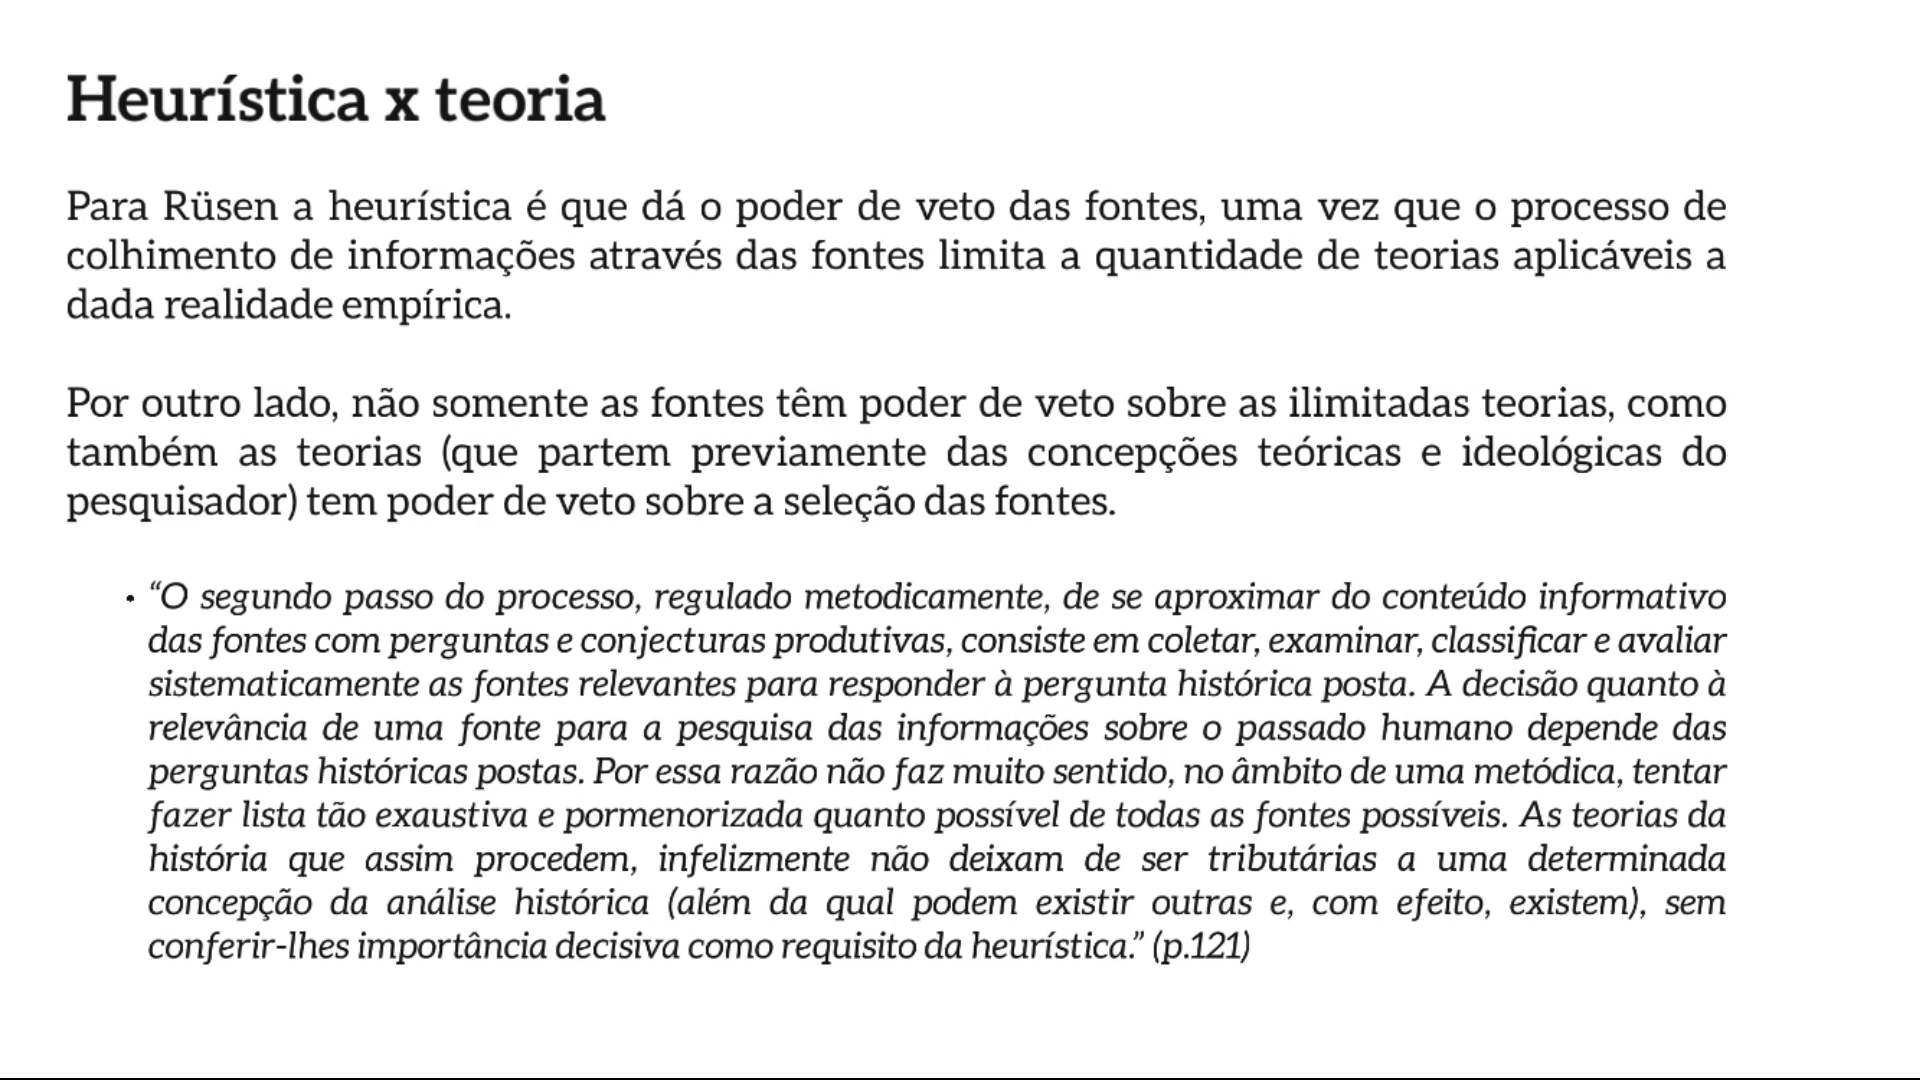 Heurística x teoria
Para Rüsen a heurística é que dá o poder de veto das fontes, uma vez que o processo de
colhimento de informações através das fontes limita a quantidade de teorias aplicáveis a
dada realidade empírica.
Por outro lado, não somente as fontes têm poder de veto sobre as ilimitadas teorias, como
também as teorias (que partem previamente das concepções teóricas e ideológicas do
pesquisador) tem poder de veto sobre a seleção das fontes.
• “O segundo passo do processo, regulado metodicamente, de se aproximar do conteúdo informativo
das fontes com perguntas e conjecturas produtivas, consiste em coletar, examinar, classificar e avaliar
sistematicamente as fontes relevantes para responder à pergunta histórica posta. A decisão quanto à
relevância de uma fonte para a pesquisa das informações sobre o passado humano depende das
perguntas históricas postas. Por essa razão não faz muito sentido, no âmbito de uma metódica, tentar
fazer lista tão exaustiva e pormenorizada quanto possível de todas as fontes possíveis. As teorias da
história que assim procedem, infelizmente não deixam de ser tributárias a uma determinada
concepção da análise histórica (além da qual podem existir outras e, com efeito, existem), sem
conferir-lhes importância decisiva como requisito da heurística.” (p.121)